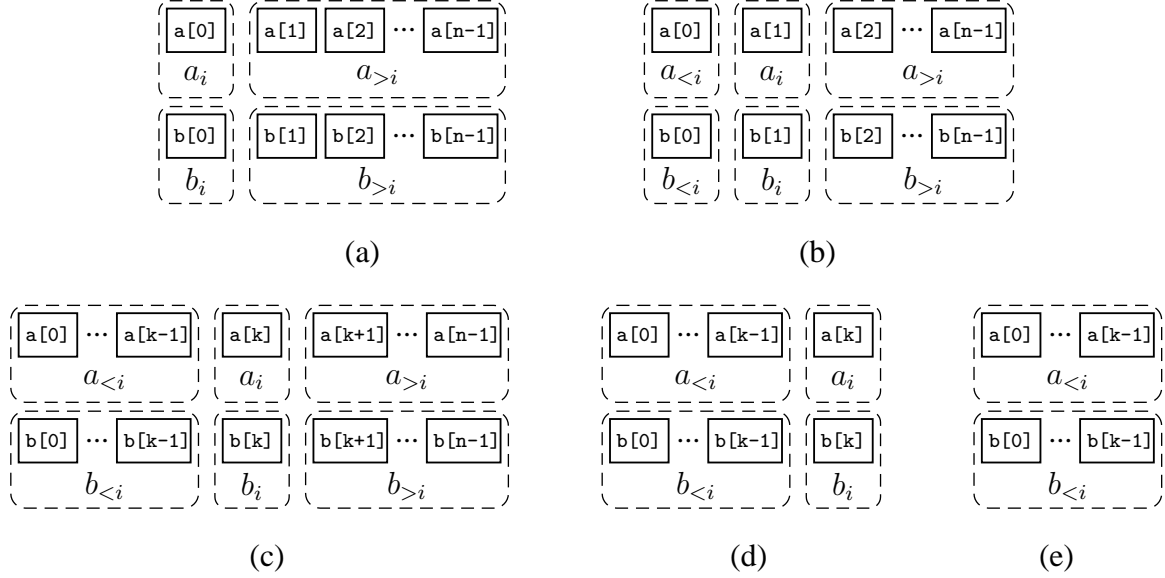 a[0] a[1] a[2] ··· a[n-1] a[0] a[1] a[2] ··· a[n-1]
a_i a_{>i} a_{<i} a_i a_{>i}
b[0] b[1] b[2] ··· b[n-1] b[0] b[1] b[2] ··· b[n-1]
b_i b_{>i} b_{<i} b_i b_{>i}
(a) (b)
a[0] ··· a[k-1] a[k] a[k+1] ··· a[n-1] a[0] ··· a[k-1] a[k] a[0] ··· a[k-1]
a_{<i} a_i a_{>i} a_{<i} a_i a_{<i}
b[0] ··· b[k-1] b[k] b[k+1] ··· b[n-1] b[0] ··· b[k-1] b[k] b[0] ··· b[k-1]
b_{<i} b_i b_{>i} b_{<i} b_i b_{<i}
(c) (d) (e)